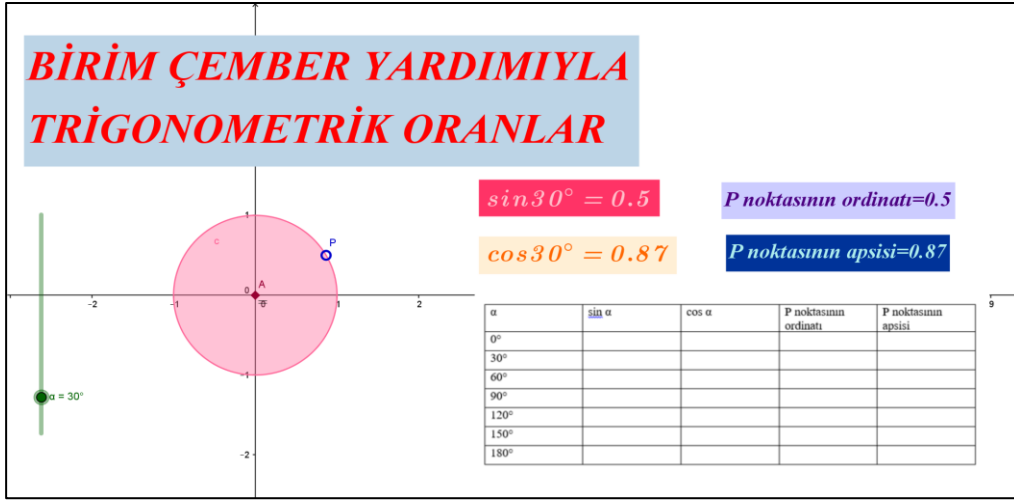 BİRİM ÇEMBER YARDIMIYLA
TRİGONOMETRİK ORANLAR
sin30° = 0.5
P noktasının ordinatı=0.5
cos30° = 0.87
P noktasının apsisi=0.87
1
c
P
A
0
-2
-1
0
1
2
9
-1
-2
α = 30°
α sin α cos α P noktasının ordinatı P noktasının apsisi
0°
30°
60°
90°
120°
150°
180°